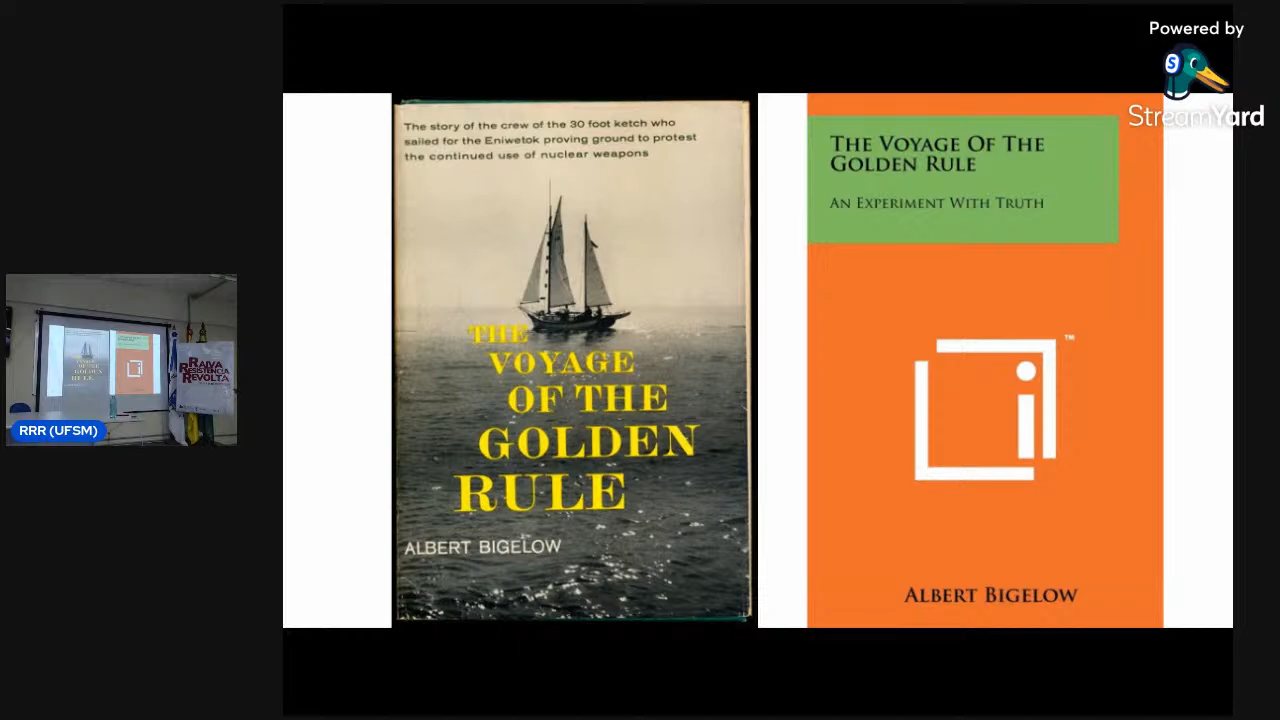 Powered by
S
StreamYard
The story of the crew of the 30 foot ketch who
sailed for the Eniwetok proving ground to protest
the continued use of nuclear weapons
THE
VOYAGE
OF THE
GOLDEN
RULE
ALBERT BIGELOW
THE VOYAGE OF THE
GOLDEN RULE
AN EXPERIMENT WITH TRUTH
TM
i
ALBERT BIGELOW
RAIVA
RESISTÊNCIA
REVOLTA
RRR (UFSM)